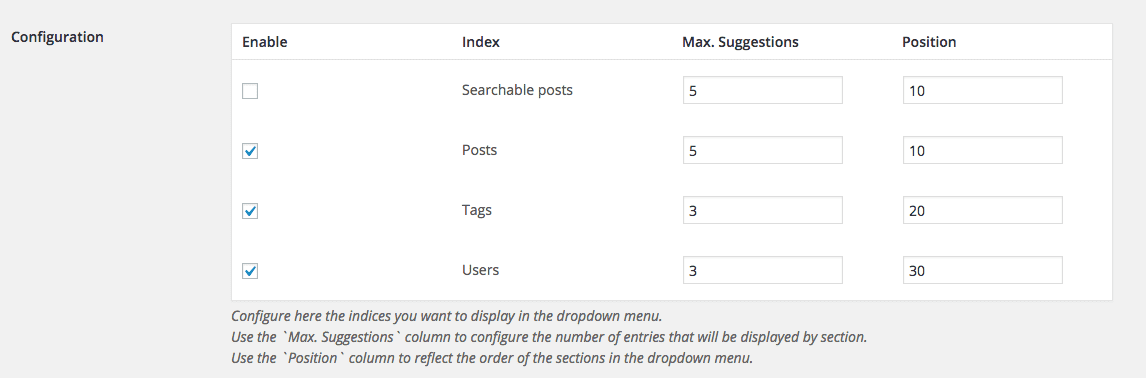 Configuration
Enable Index Max. Suggestions Position
Searchable posts 5 10
Posts 5 10
Tags 3 20
Users 3 30
Configure here the indices you want to display in the dropdown menu.
Use the `Max. Suggestions` column to configure the number of entries that will be displayed by section.
Use the `Position` column to reflect the order of the sections in the dropdown menu.